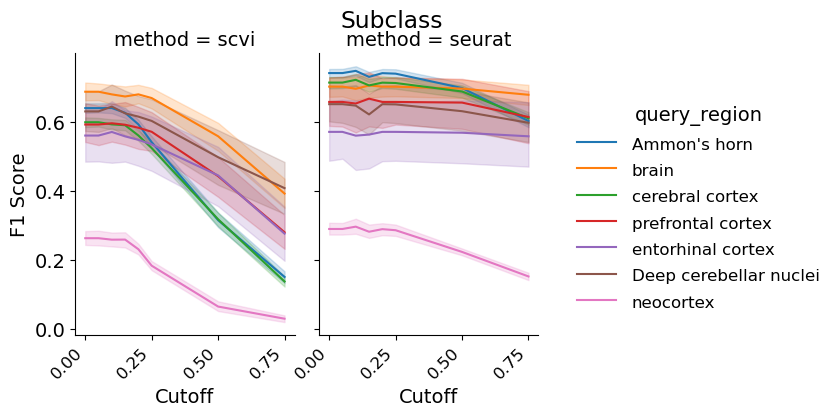 Subclass
method = scvi
method = seurat
F1 Score
0.6
0.4
0.2
0.0
0.00
0.25
0.50
0.75
Cutoff
0.00
0.25
0.50
0.75
Cutoff
query_region
Ammon's horn
brain
cerebral cortex
prefrontal cortex
entorhinal cortex
Deep cerebellar nuclei
neocortex